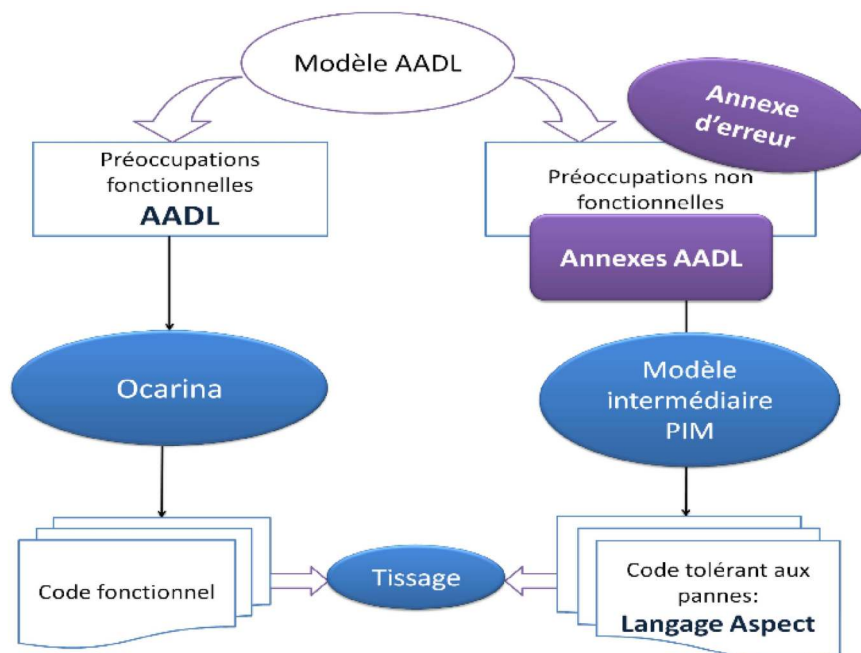 Modèle AADL
Annexe
d'erreur
Préoccupations
fonctionnelles
AADL
Préoccupations non
fonctionnelles
Annexes AADL
Ocarina
Modèle
intermédiaire
PIM
Code fonctionnel
Tissage
Code tolérant aux
pannes:
Langage Aspect